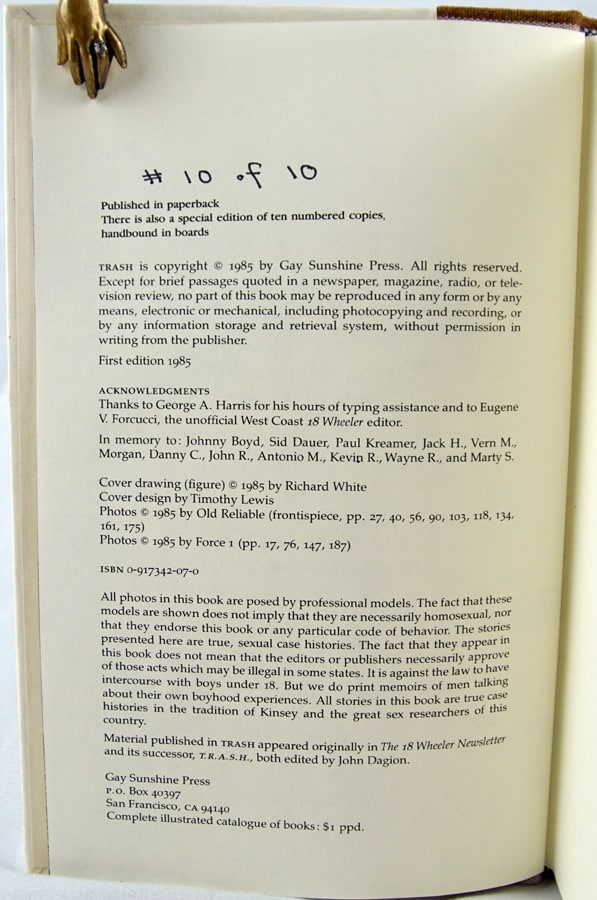 # 10 of 10
Published in paperback
There is also a special edition of ten numbered copies,
handbound in boards
TRASH is copyright © 1985 by Gay Sunshine Press. All rights reserved.
Except for brief passages quoted in a newspaper, magazine, radio, or tele-
vision review, no part of this book may be reproduced in any form or by any
means, electronic or mechanical, including photocopying and recording, or
by any information storage and retrieval system, without permission in
writing from the publisher.
First edition 1985
ACKNOWLEDGMENTS
Thanks to George A. Harris for his hours of typing assistance and to Eugene
V. Forcucci, the unofficial West Coast 18 Wheeler editor.
In memory to: Johnny Boyd, Sid Dauer, Paul Kreamer, Jack H., Vern M.,
Morgan, Danny C., John R., Antonio M., Kevin R., Wayne R., and Marty S.
Cover drawing (figure) © 1985 by Richard White
Cover design by Timothy Lewis
Photos © 1985 by Old Reliable (frontispiece, pp. 27, 40, 56, 90, 103, 118, 134,
161, 175)
Photos © 1985 by Force 1 (pp. 17, 76, 147, 187)
ISBN 0-917342-07-0
All photos in this book are posed by professional models. The fact that these
models are shown does not imply that they are necessarily homosexual, nor
that they endorse this book or any particular code of behavior. The stories
presented here are true, sexual case histories. The fact that they appear in
this book does not mean that the editors or publishers necessarily approve
of those acts which may be illegal in some states. It is against the law to have
intercourse with boys under 18. But we do print memoirs of men talking
about their own boyhood experiences. All stories in this book are true case
histories in the tradition of Kinsey and the great sex researchers of this
country.
Material published in TRASH appeared originally in The 18 Wheeler Newsletter
and its successor, T.R.A.S.H., both edited by John Dagion.
Gay Sunshine Press
P.O. Box 40397
San Francisco, CA 94140
Complete illustrated catalogue of books: $1 ppd.